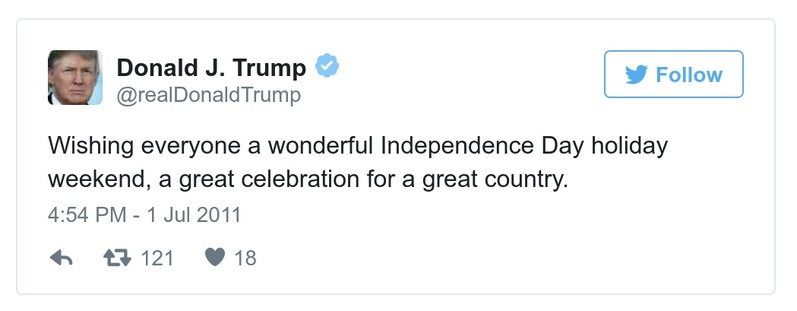 Donald J. Trump
@realDonaldTrump
Follow
Wishing everyone a wonderful Independence Day holiday
weekend, a great celebration for a great country.
4:54 PM - 1 Jul 2011
121 18